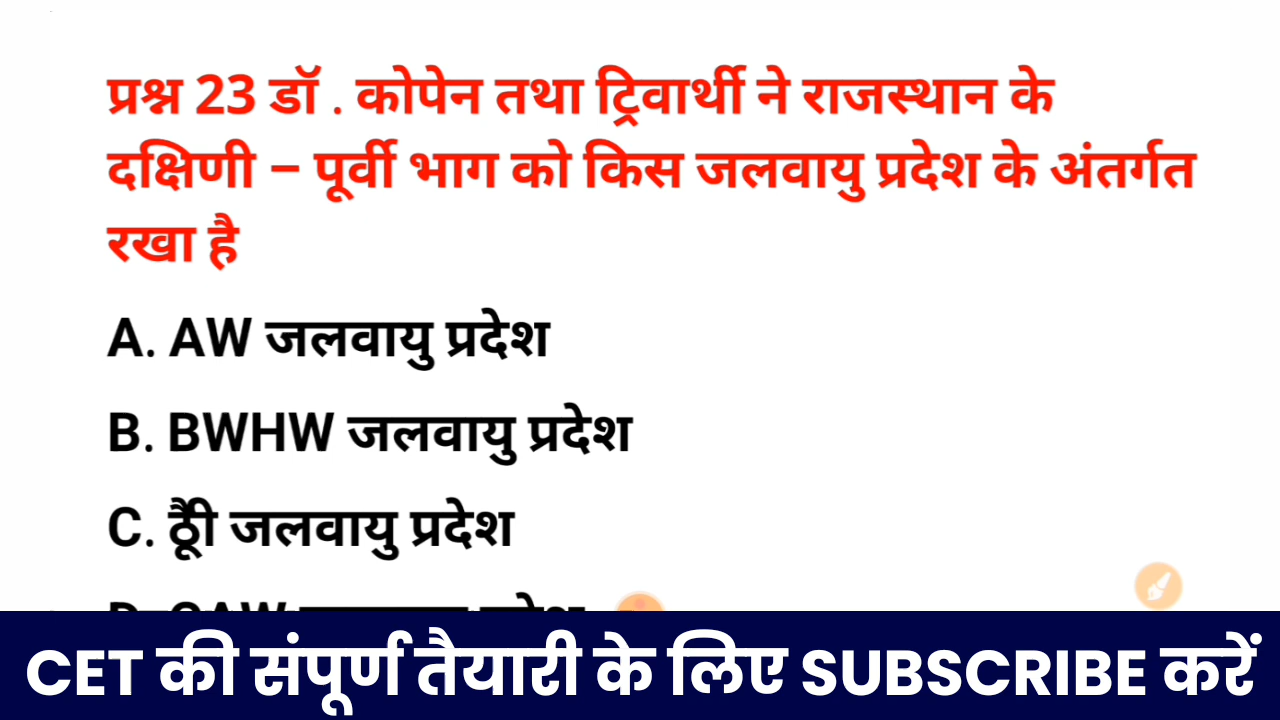 प्रश्न 23 डॉ . कोपेन तथा ट्रिवार्थी ने राजस्थान के
दक्षिणी – पूर्वी भाग को किस जलवायु प्रदेश के अंतर्गत
रखा है
A. AW जलवायु प्रदेश
B. BWHW जलवायु प्रदेश
C. जलवायु प्रदेश
CET की संपूर्ण तैयारी के लिए SUBSCRIBE करें